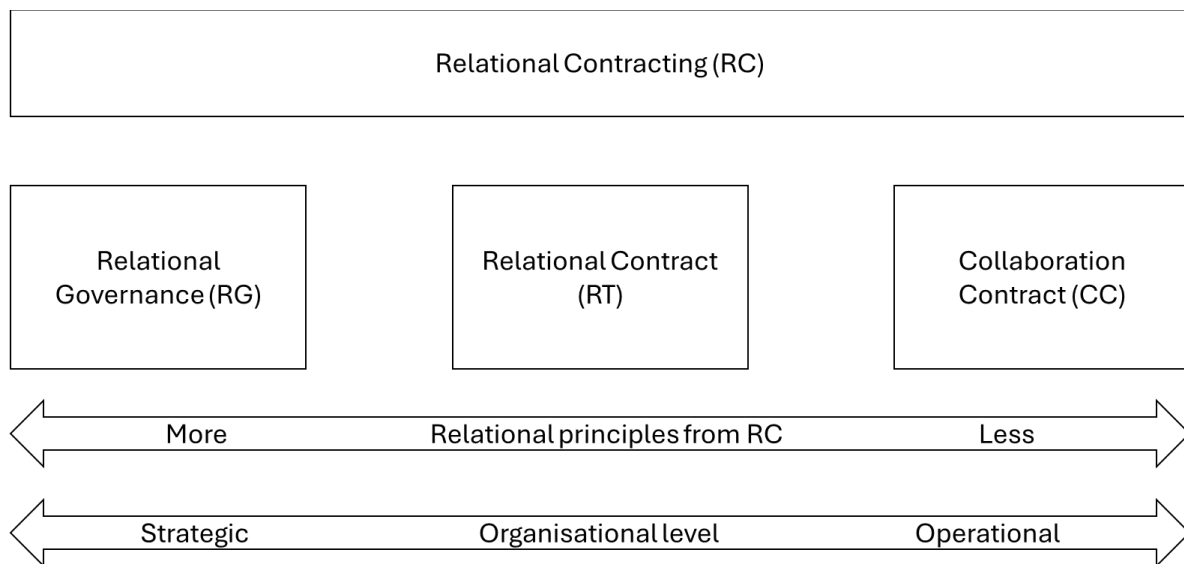 Relational Contracting (RC)
Relational
Governance (RG)
Relational Contract
(RT)
Collaboration
Contract (CC)
More Relational principles from RC Less
Strategic Organisational level Operational